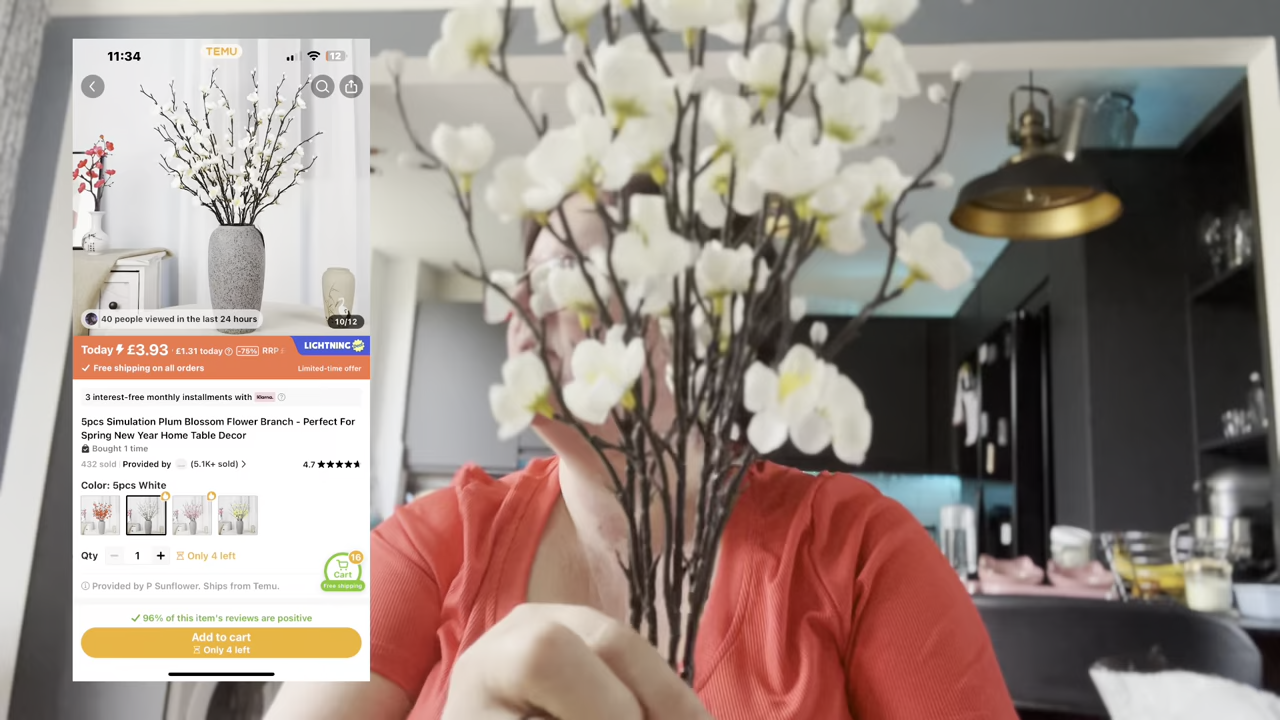 11:34
TEMU
12
40 people viewed in the last 24 hours
10/12
Today £3.93 £1.31 today -75% RRP
LIGHTNING
Free shipping on all orders
Limited-time offer
3 interest-free monthly installments with Klarna.
5pcs Simulation Plum Blossom Flower Branch - Perfect For
Spring New Year Home Table Decor
Bought 1 time
432 sold Provided by (5.1K+ sold)
4.7
Color: 5pcs White
Qty 1 Only 4 left
16
Cart
Free shipping
Provided by P Sunflower. Ships from Temu.
96% of this item's reviews are positive
Add to cart
Only 4 left